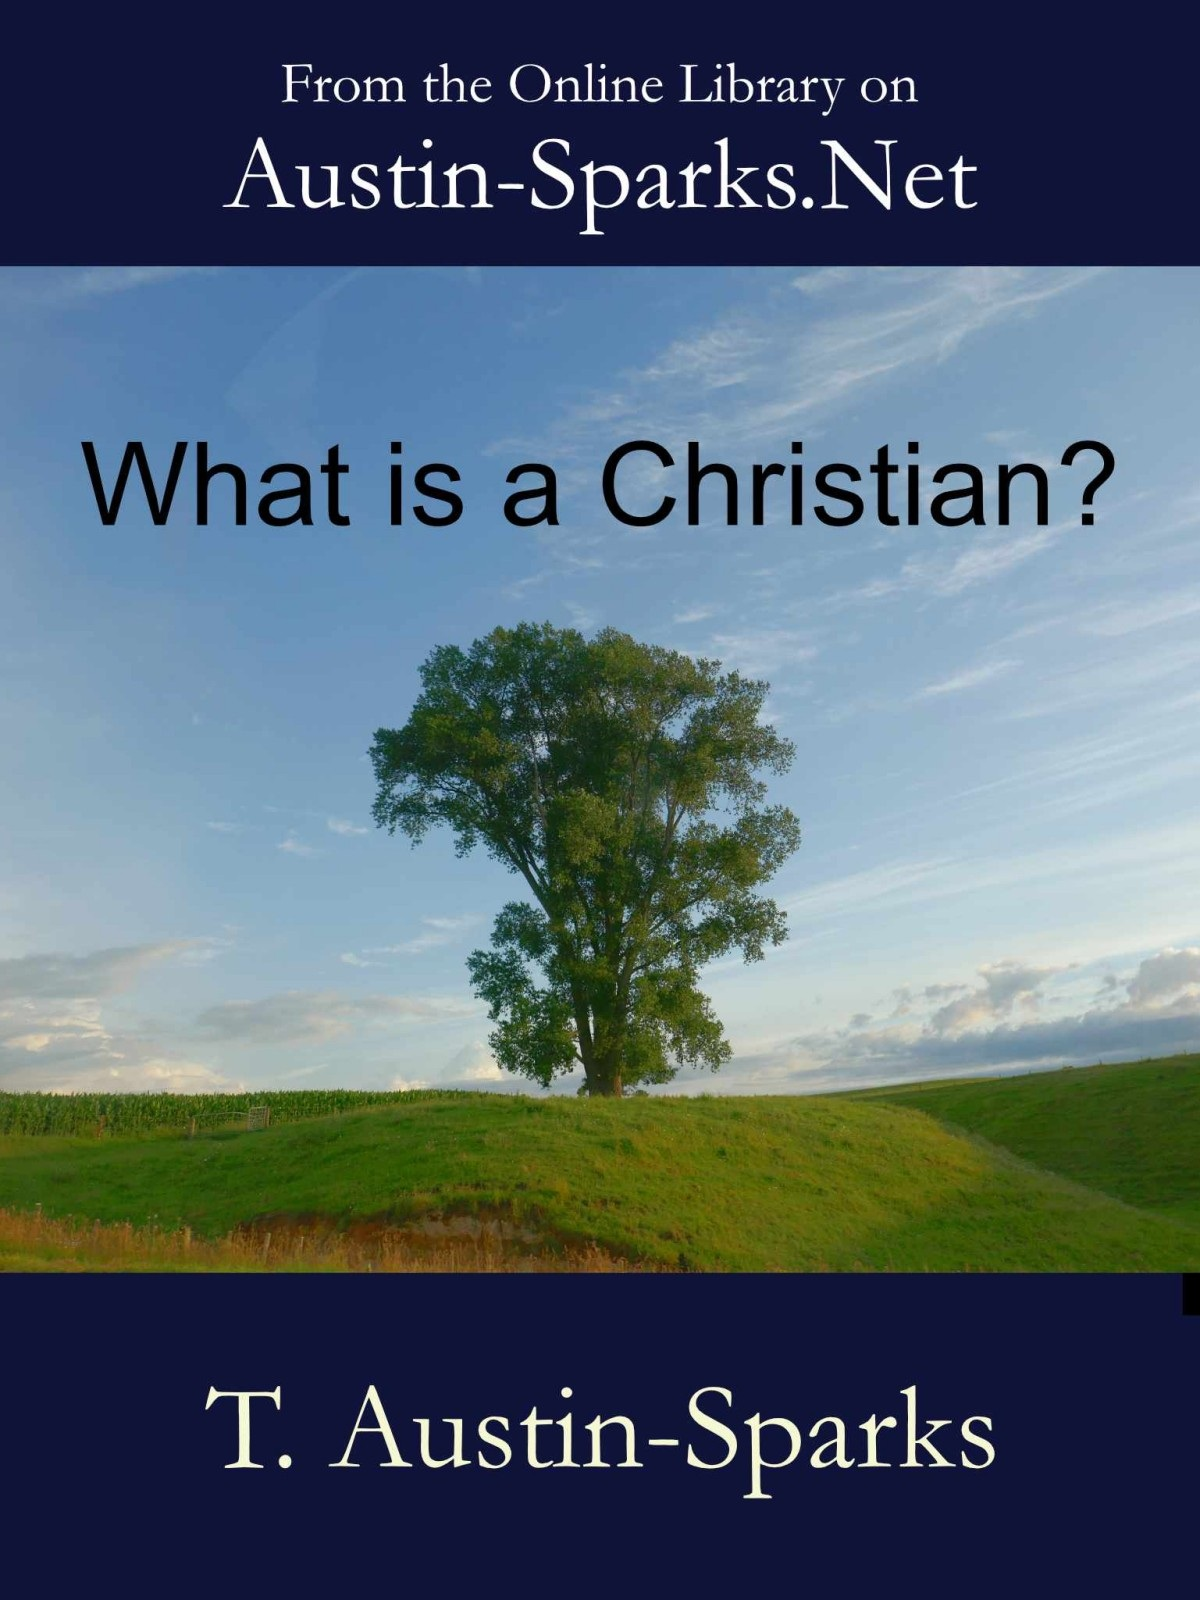 From the Online Library on
Austin-Sparks.Net
What is a Christian?
T. Austin-Sparks